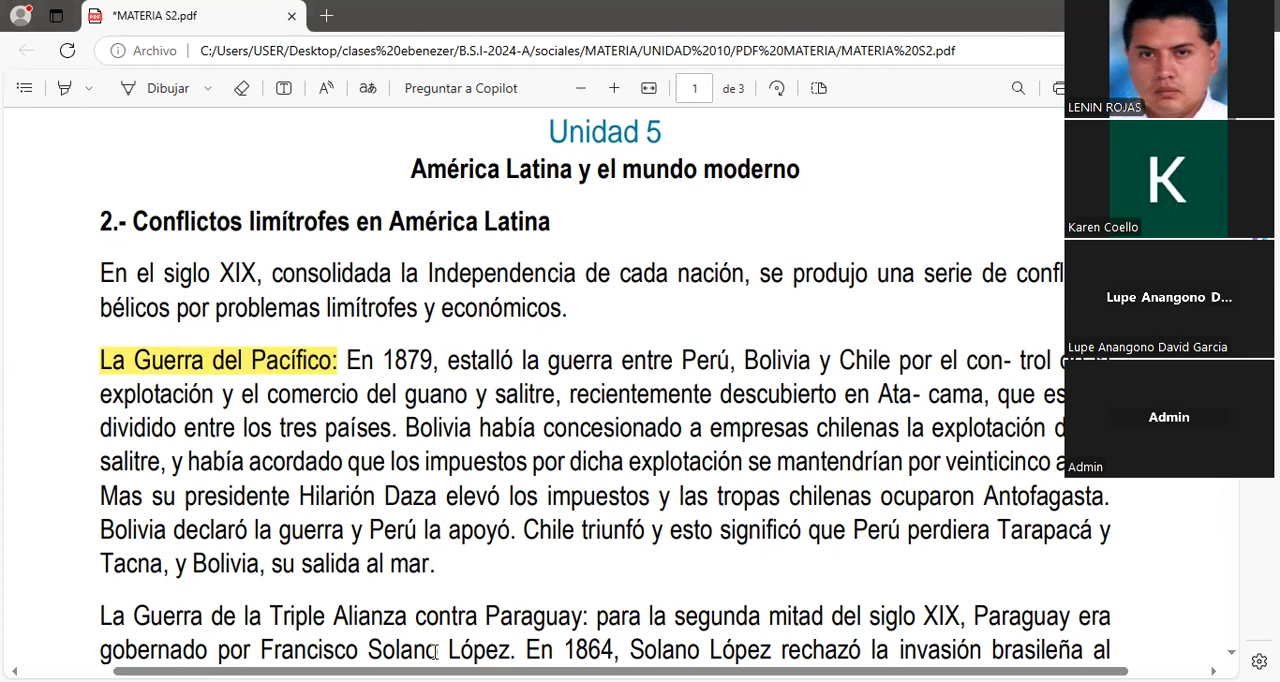 *MATERIA S2.pdf
Archivo C:/Users/USER/Desktop/clases%20ebenezer/B.S.I-2024-A/sociales/MATERIA/UNIDAD%2010/PDF%20MATERIA/MATERIA%20S2.pdf
Dibujar Preguntar a Copilot 1 de 3
LENIN ROJAS
K
Karen Coello
Lupe Anangono D...
Lupe Anangono David Garcia
Admin
Admin
Unidad 5
América Latina y el mundo moderno
2.- Conflictos limítrofes en América Latina
En el siglo XIX, consolidada la Independencia de cada nación, se produjo una serie de
bélicos por problemas limítrofes y económicos.
La Guerra del Pacífico: En 1879, estalló la guerra entre Perú, Bolivia y Chile por el con- trol
explotación y el comercio del guano y salitre, recientemente descubierto en Ata- cama, que
dividido entre los tres países. Bolivia había concesionado a empresas chilenas la explotación
salitre, y había acordado que los impuestos por dicha explotación se mantendrían por veinticinco
Mas su presidente Hilarión Daza elevó los impuestos y las tropas chilenas ocuparon Antofagasta.
Bolivia declaró la guerra y Perú la apoyó. Chile triunfó y esto significó que Perú perdiera Tarapacá y
Tacna, y Bolivia, su salida al mar.
La Guerra de la Triple Alianza contra Paraguay: para la segunda mitad del siglo XIX, Paraguay era
gobernado por Francisco Solano López. En 1864, Solano López rechazó la invasión brasileña al